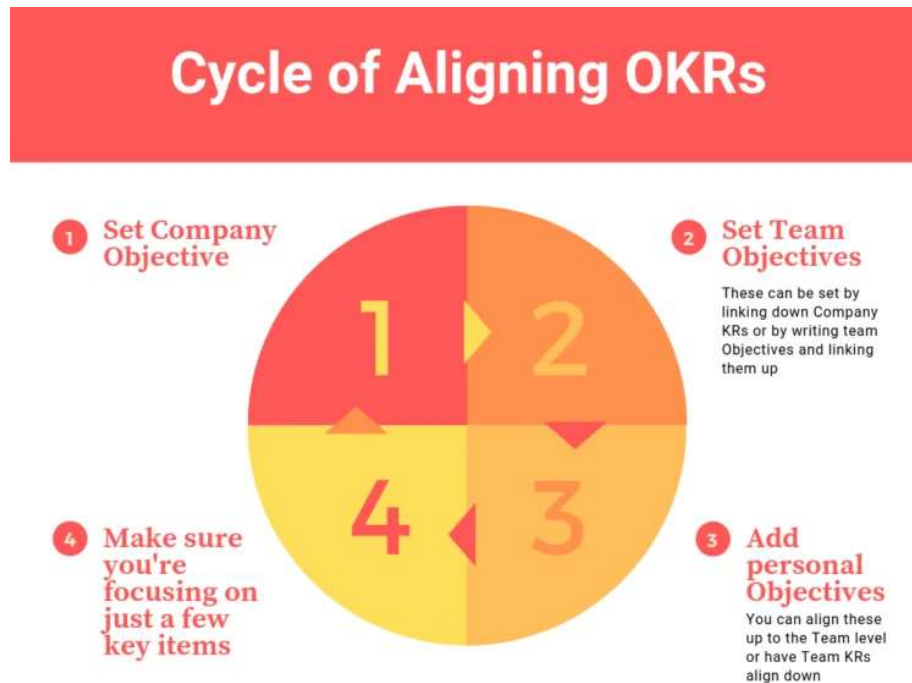 Cycle of Aligning OKRs
1
Set Company
Objective
2
Set Team
Objectives
These can be set by
linking down Company
KRs or by writing team
Objectives and linking
them up
1
2
4
3
4
Make sure
you're
focusing on
just a few
key items
3
Add
personal
Objectives
You can align these
up to the Team level
or have Team KRs
align down